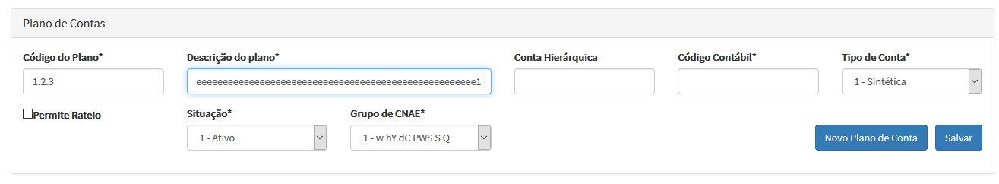 Plano de Contas
Código do Plano* Descrição do plano* Conta Hierárquica Código Contábil* Tipo de Conta*
1.2.3 eeeeeeeeeeeeeeeeeeeeeeeeeeeeeeeeeeeeeeeeeeeeeeeeeeeee1 1 - Sintética
Permite Rateio Situação* Grupo de CNAE*
1 - Ativo 1 - w hY dC PWS S Q Novo Plano de Conta Salvar